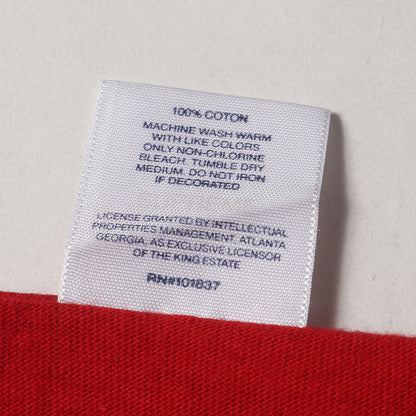 100% COTON
MACHINE WASH WARM
WITH LIKE COLORS
ONLY NON-CHLORINE
BLEACH. TUMBLE DRY
MEDIUM. DO NOT IRON
IF DECORATED
LICENSE GRANTED BY INTELLECTUAL
PROPERTIES MANAGEMENT, ATLANTA
GEORGIA, AS EXCLUSIVE LICENSOR
OF THE KING ESTATE
RN#101837